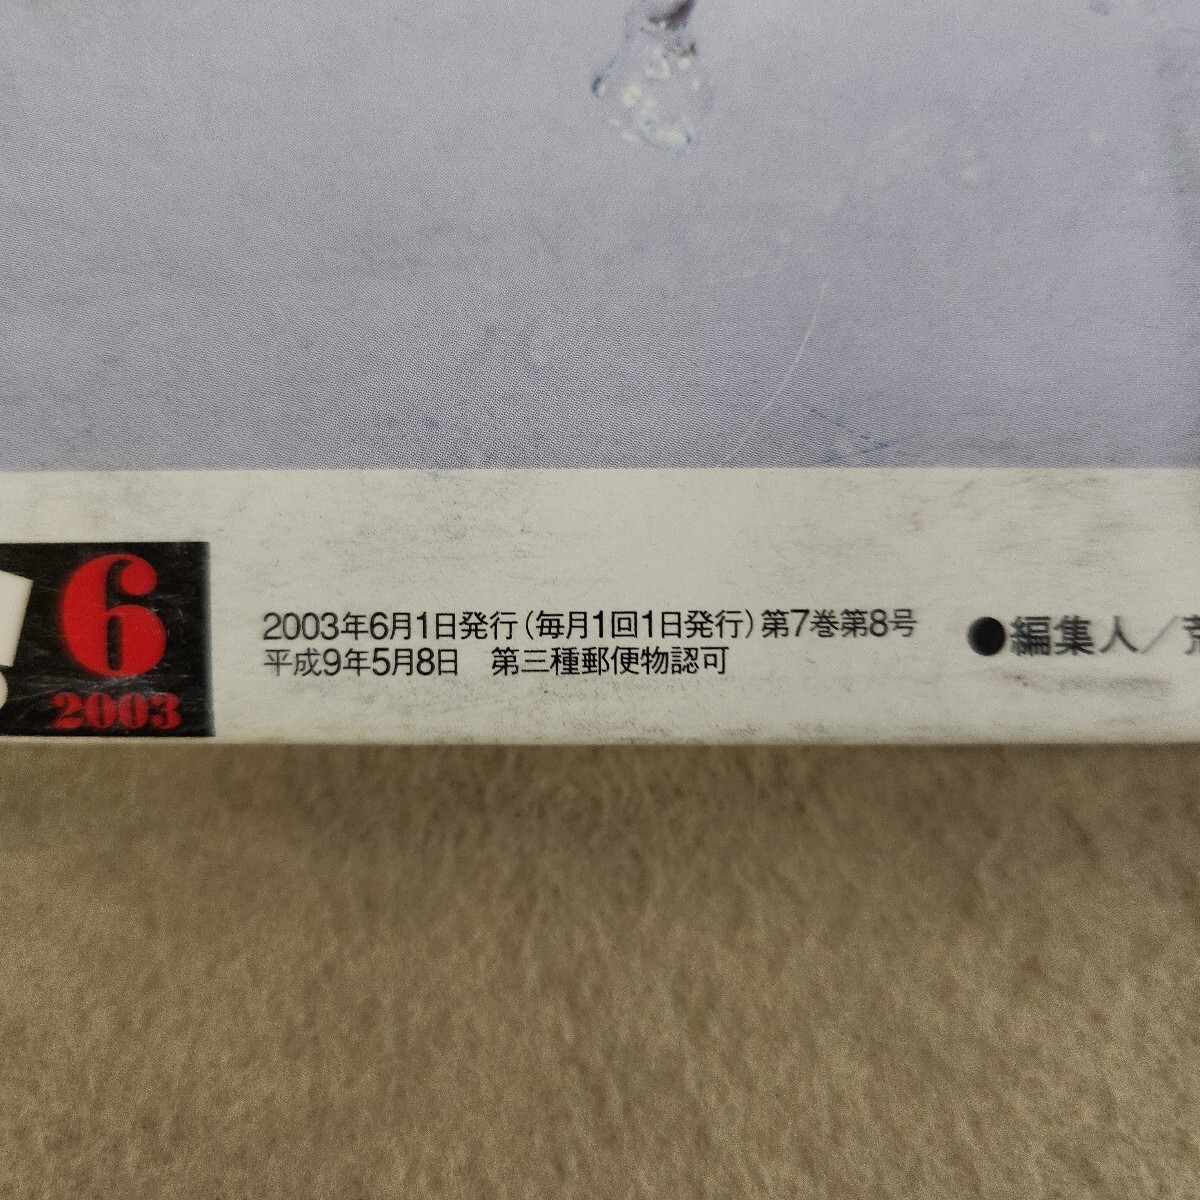 6
2003
2003年6月1日発行(毎月1回1日発行)第7巻第8号
平成9年5月8日　第三種郵便物認可
●編集人／荒